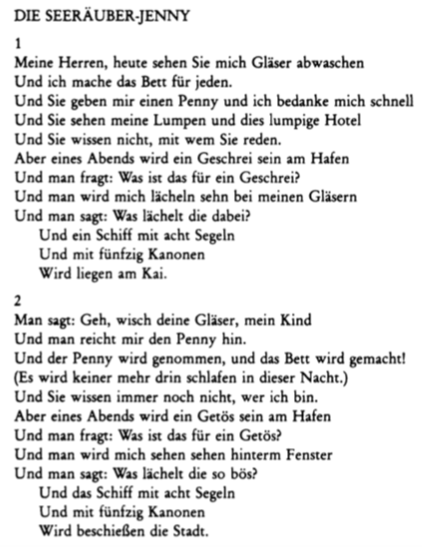 DIE SEERÄUBER-JENNY
1
Meine Herren, heute sehen Sie mich Gläser abwaschen
Und ich mache das Bett für jeden.
Und Sie geben mir einen Penny und ich bedanke mich schnell
Und Sie sehen meine Lumpen und dies lumpige Hotel
Und Sie wissen nicht, mit wem Sie reden.
Aber eines Abends wird ein Geschrei sein am Hafen
Und man fragt: Was ist das für ein Geschrei?
Und man wird mich lächeln sehn bei meinen Gläsern
Und man sagt: Was lächelt die dabei?
Und ein Schiff mit acht Segeln
Und mit fünfzig Kanonen
Wird liegen am Kai.
2
Man sagt: Geh, wisch deine Gläser, mein Kind
Und man reicht mir den Penny hin.
Und der Penny wird genommen, und das Bett wird gemacht!
(Es wird keiner mehr drin schlafen in dieser Nacht.)
Und Sie wissen immer noch nicht, wer ich bin.
Aber eines Abends wird ein Getös sein am Hafen
Und man fragt: Was ist das für ein Getös?
Und man wird mich sehen sehen hinterm Fenster
Und man sagt: Was lächelt die so bös?
Und das Schiff mit acht Segeln
Und mit fünfzig Kanonen
Wird beschießen die Stadt.